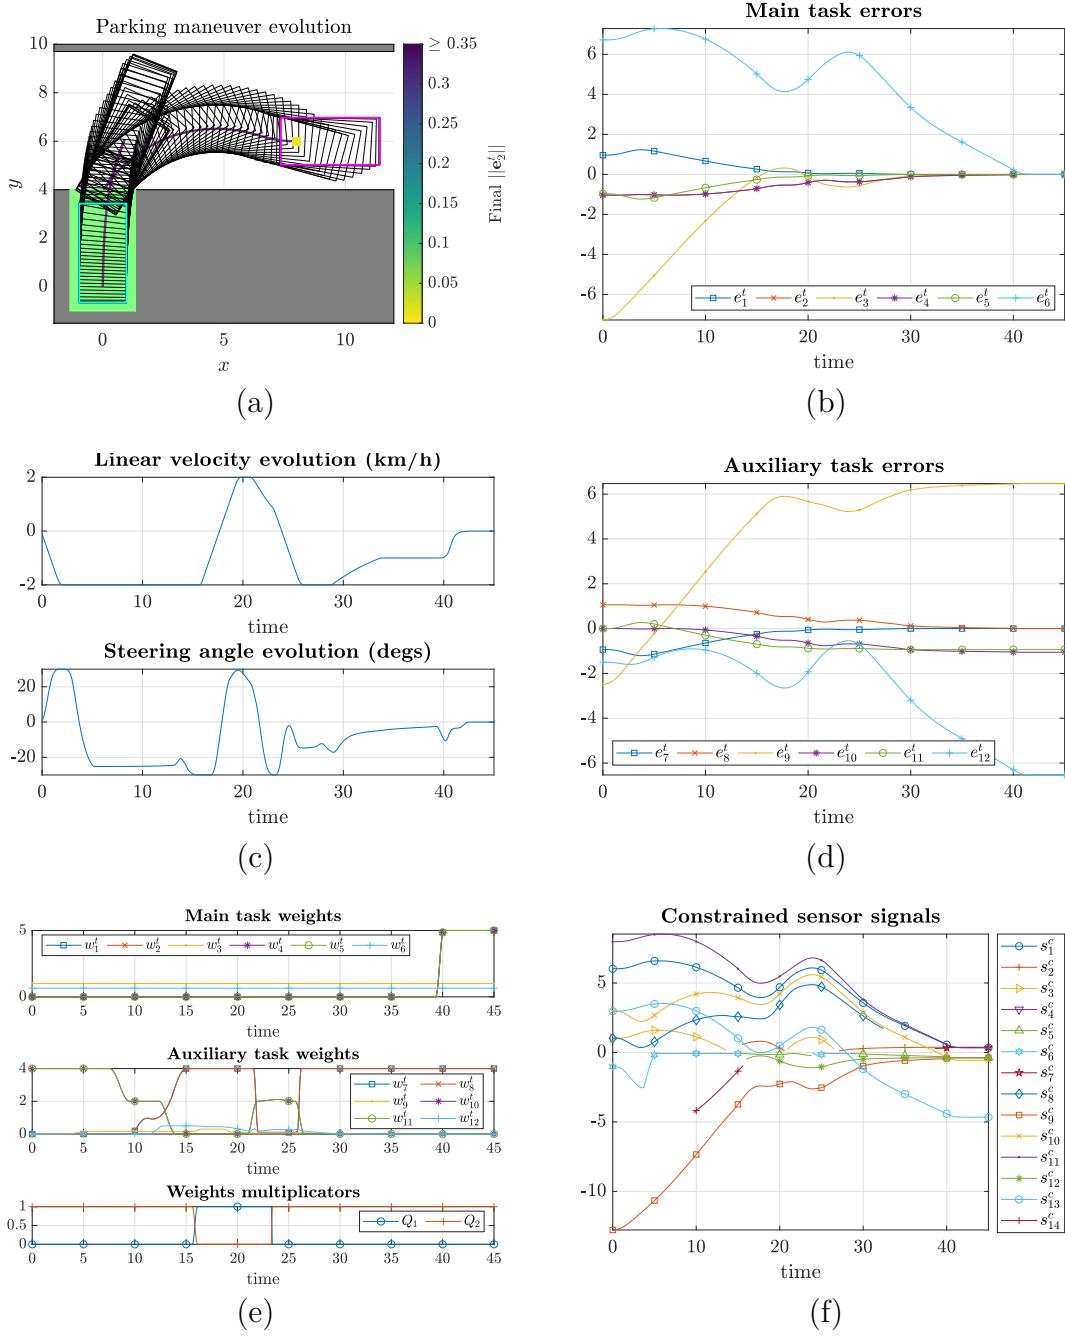 Parking maneuver evolution
10
8
6
4
2
0
y
0 5 10
x
≥ 0.35
0.3
0.25
0.2
0.15
0.1
0.05
0
Final ||e₂ᵗ||
(a)
Main task errors
6
4
2
0
-2
-4
-6
e₁ᵗ e₂ᵗ e₃ᵗ e₄ᵗ e₅ᵗ e₆ᵗ
0 10 20 30 40
time
(b)
Linear velocity evolution (km/h)
2
0
-2
0 10 20 30 40
time
Steering angle evolution (degs)
20
0
-20
0 10 20 30 40
time
(c)
Auxiliary task errors
6
4
2
0
-2
-4
-6
e₇ᵗ e₈ᵗ e₉ᵗ e₁₀ᵗ e₁₁ᵗ e₁₂ᵗ
0 10 20 30 40
time
(d)
Main task weights
5
0
w₁ᵗ w₂ᵗ w₃ᵗ w₄ᵗ w₅ᵗ w₆ᵗ
0 5 10 15 20 25 30 35 40 45
time
Auxiliary task weights
4
2
0
w₇ᵗ w₈ᵗ
w₉ᵗ w₁₀ᵗ
w₁₁ᵗ w₁₂ᵗ
0 5 10 15 20 25 30 35 40 45
time
Weights multiplicators
1
0.5
0
Q₁ Q₂
0 5 10 15 20 25 30 35 40 45
time
(e)
Constrained sensor signals
5
0
-5
-10
0 10 20 30 40
time
s₁ᶜ
s₂ᶜ
s₃ᶜ
s₄ᶜ
s₅ᶜ
s₆ᶜ
s₇ᶜ
s₈ᶜ
s₉ᶜ
s₁₀ᶜ
s₁₁ᶜ
s₁₂ᶜ
s₁₃ᶜ
s₁₄ᶜ
(f)